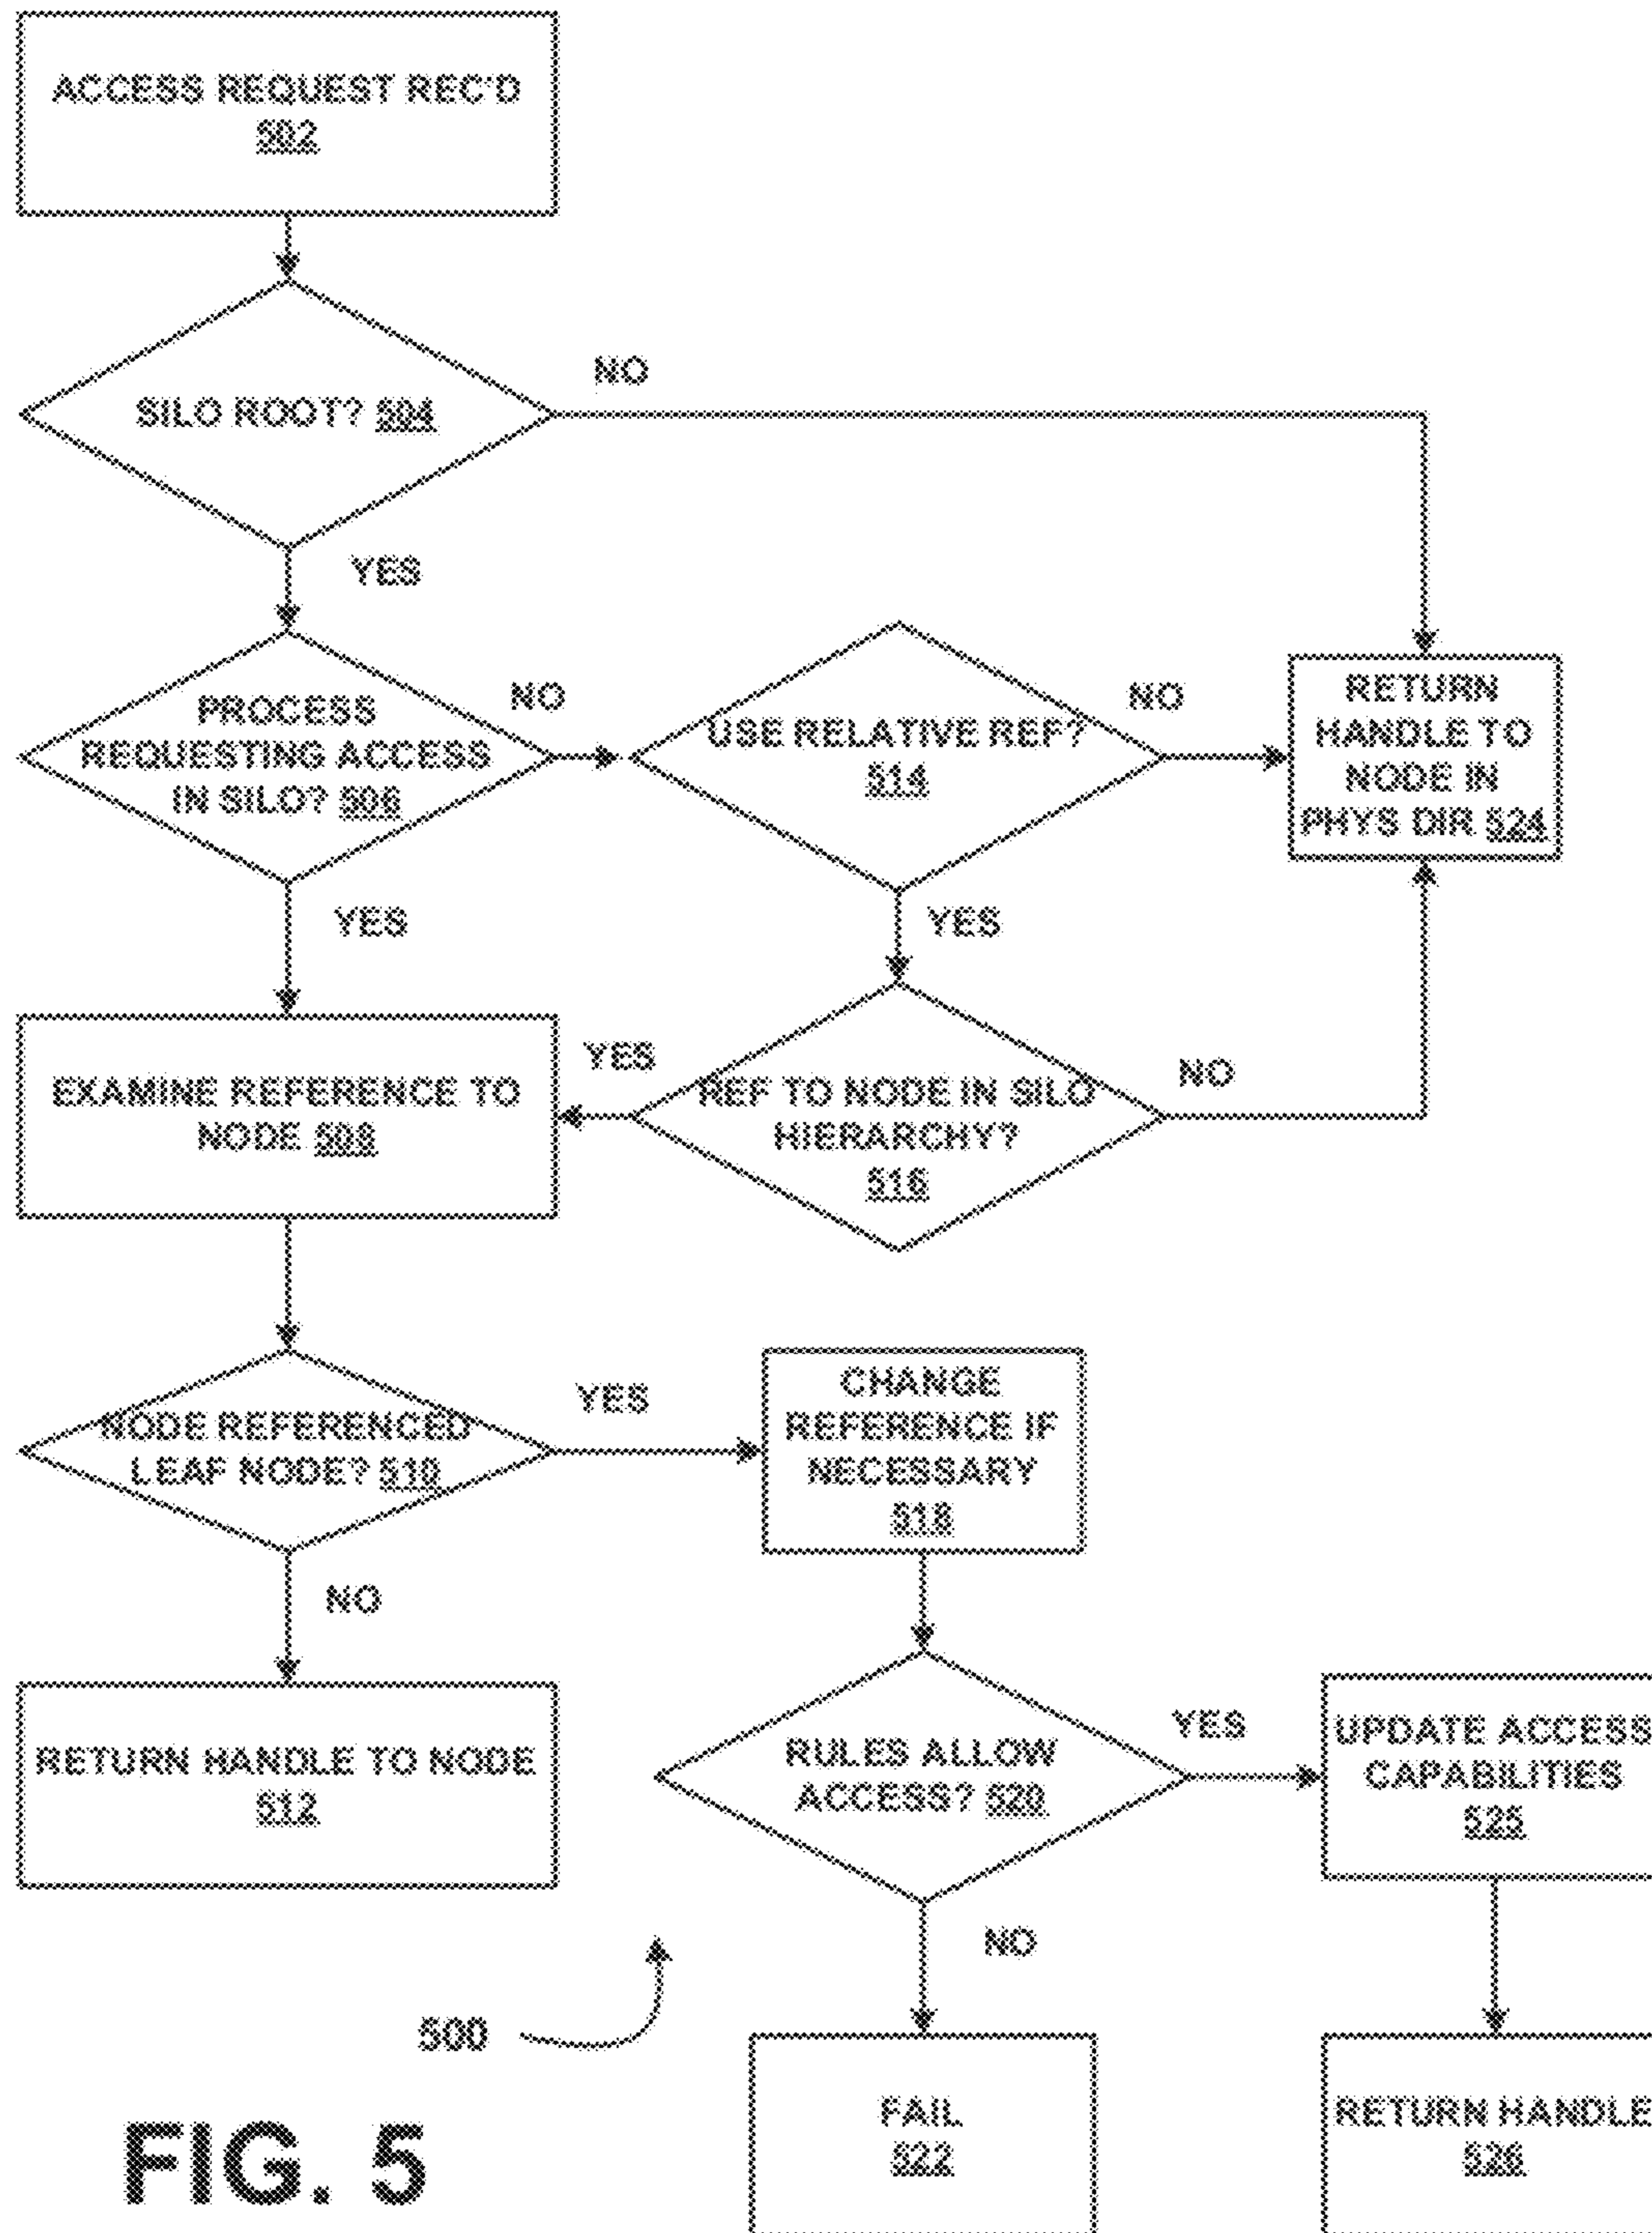 ACCESS REQUEST REC'D
502
SILO ROOT? 504
NO
YES
PROCESS
REQUESTING ACCESS
IN SILO? 506
NO
USE RELATIVE REF?
514
NO
RETURN
HANDLE TO
NODE IN
PHYS DIR 524
YES
YES
EXAMINE REFERENCE TO
NODE 508
YES
REF TO NODE IN SILO
HIERARCHY?
516
NO
NODE REFERENCED
LEAF NODE? 510
YES
CHANGE
REFERENCE IF
NECESSARY
518
NO
RETURN HANDLE TO NODE
512
RULES ALLOW
ACCESS? 520
YES
UPDATE ACCESS
CAPABILITIES
525
NO
500
FAIL
522
RETURN HANDLE
526
FIG. 5